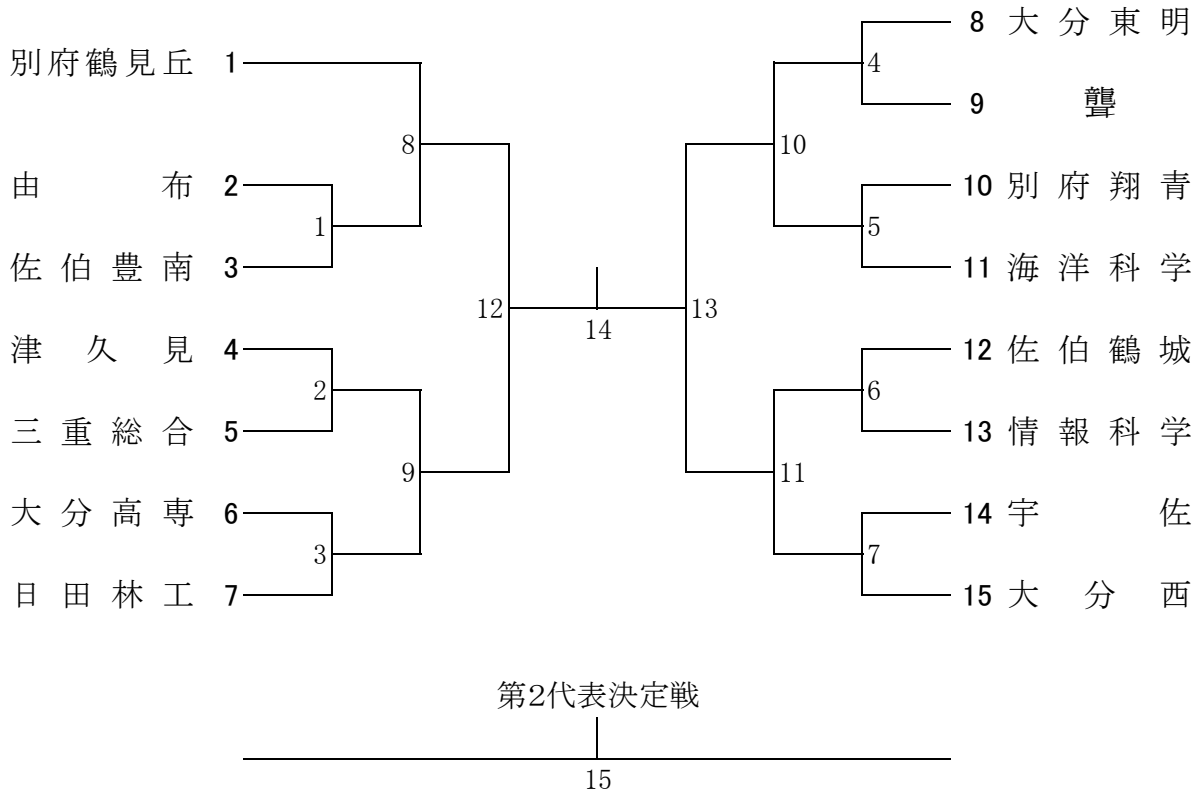 別府鶴見丘 1
由布 2
1
佐伯豊南 3
8
津久見 4
2
三重総合 5
9
大分高専 6
3
日田林工 7
12
14
13
8 大分東明
4
9 聾
10
10 別府翔青
5
11 海洋科学
12 佐伯鶴城
6
13 情報科学
11
14 宇佐
7
15 大分西
第2代表決定戦
15